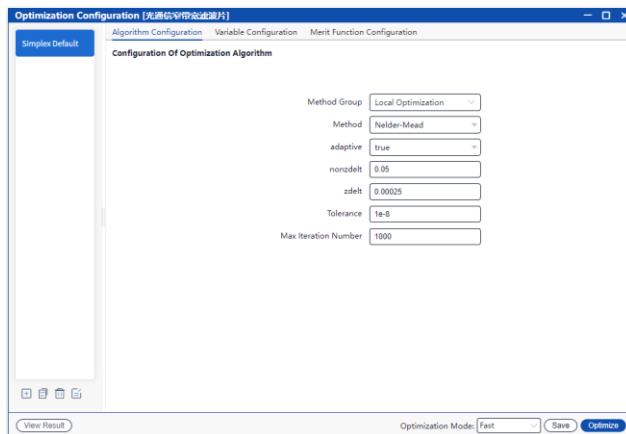 Optimization Configuration [光通信窄带宽滤波片]
Simplex Default
Algorithm Configuration Variable Configuration Merit Function Configuration
Configuration Of Optimization Algorithm
Method Group Local Optimization
Method Nelder-Mead
adaptive true
nonzdelt 0.05
zdelt 0.00025
Tolerance 1e-8
Max Iteration Number 1000
View Result Optimization Mode: Fast Save Optimize